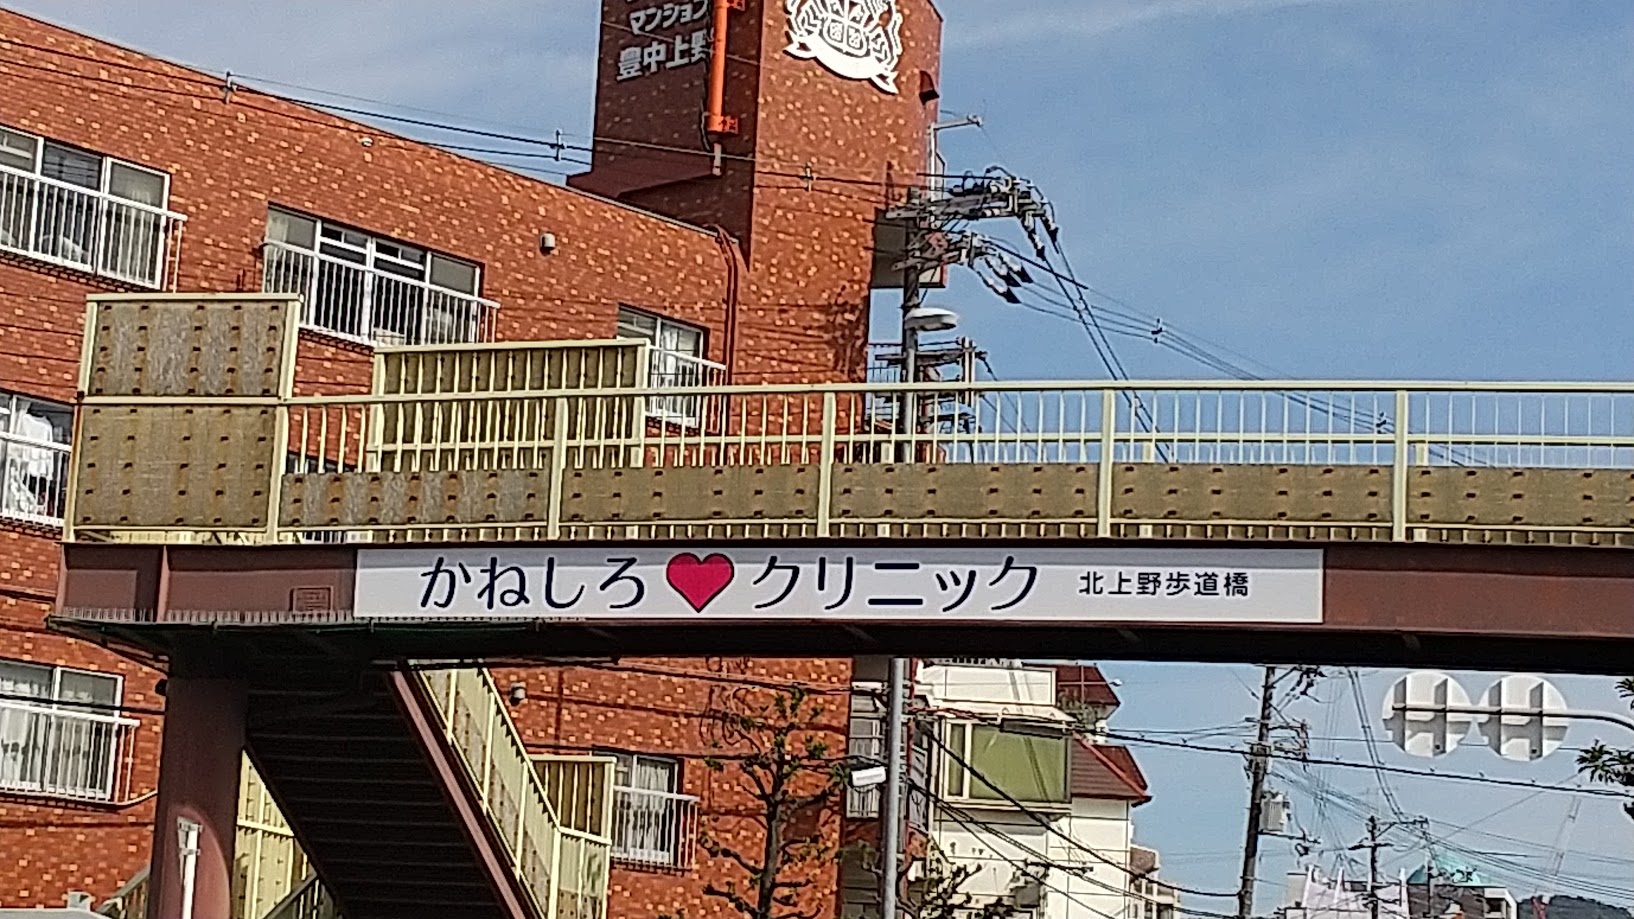 マンション
豊中上野
かねしろ♥クリニック 北上野歩道橋